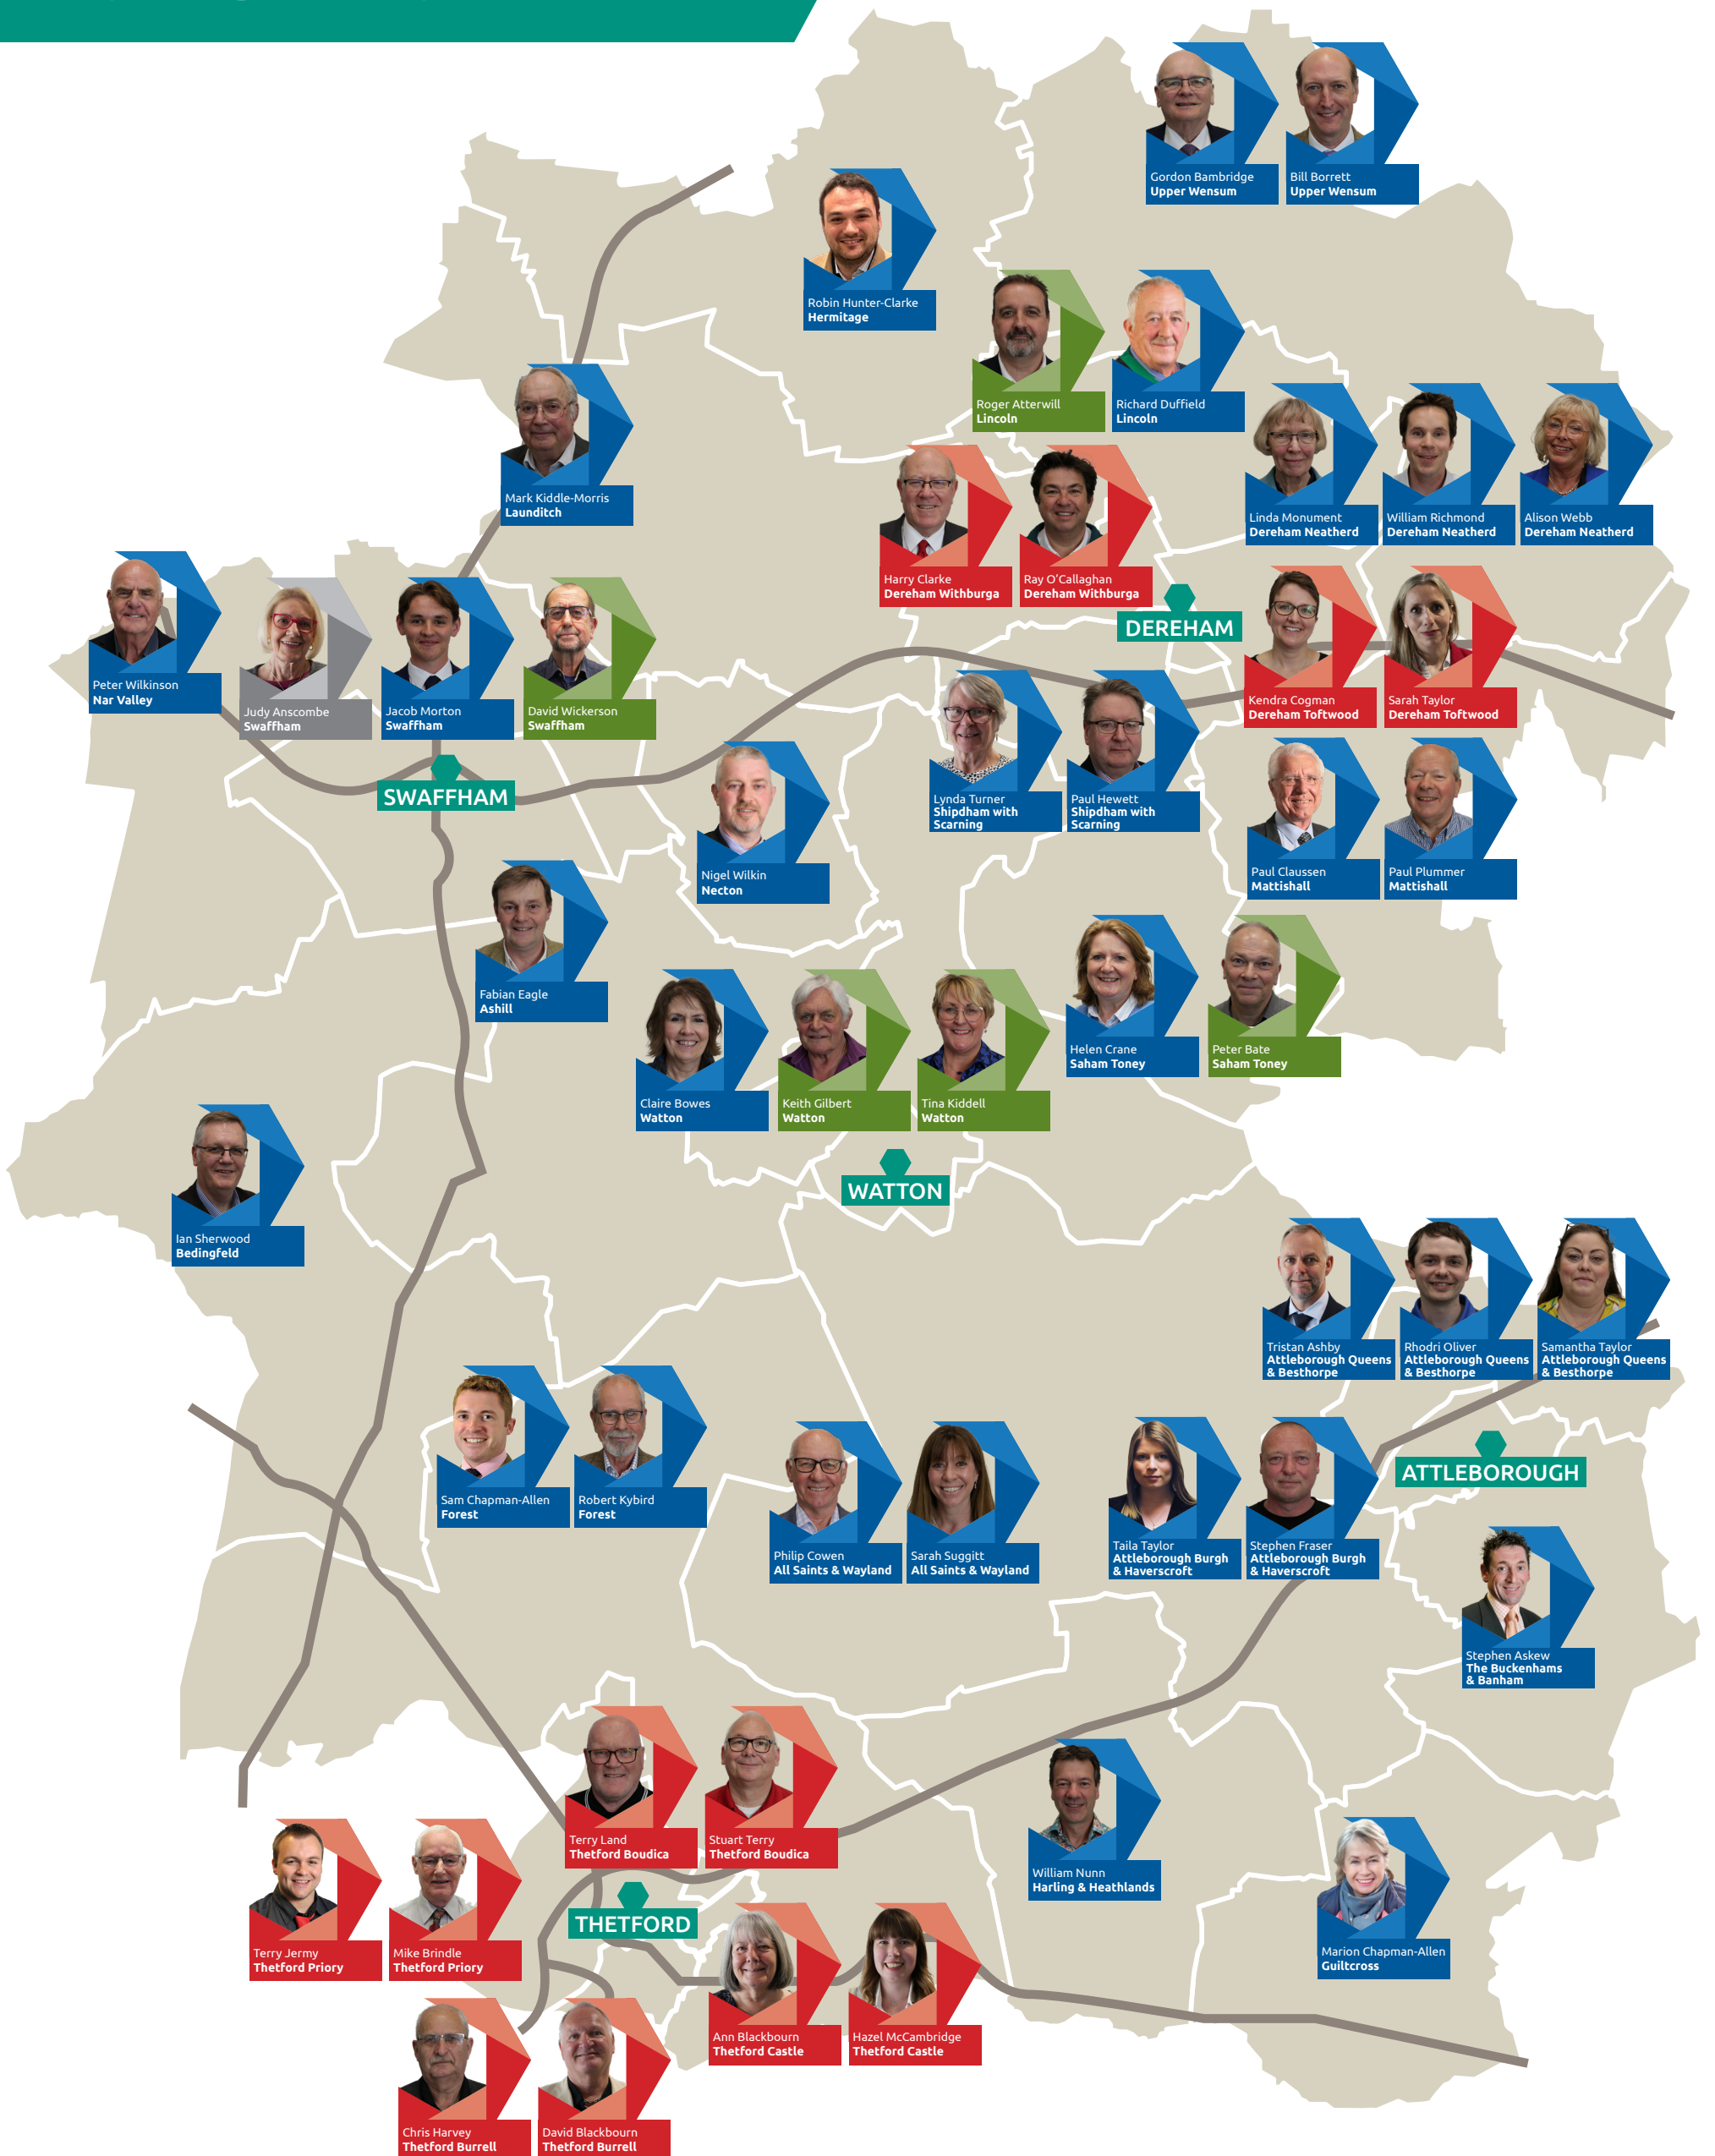 Gordon Bambridge
Upper Wensum
Bill Borrett
Upper Wensum
Robin Hunter-Clarke
Hermitage
Roger Atterwill
Lincoln
Richard Duffield
Lincoln
Mark Kiddle-Morris
Launditch
Linda Monument
Dereham Neatherd
William Richmond
Dereham Neatherd
Alison Webb
Dereham Neatherd
Harry Clarke
Dereham Withburga
Ray O'Callaghan
Dereham Withburga
DEREHAM
Peter Wilkinson
Nar Valley
Judy Anscombe
Swaffham
Jacob Morton
Swaffham
David Wickerson
Swaffham
Kendra Cogman
Dereham Toftwood
Sarah Taylor
Dereham Toftwood
SWAFFHAM
Lynda Turner
Shipdham with
Scarning
Paul Hewett
Shipdham with
Scarning
Nigel Wilkin
Necton
Paul Claussen
Mattishall
Paul Plummer
Mattishall
Fabian Eagle
Ashill
Helen Crane
Saham Toney
Peter Bate
Saham Toney
Claire Bowes
Watton
Keith Gilbert
Watton
Tina Kiddell
Watton
WATTON
Ian Sherwood
Bedingfeld
Tristan Ashby
Attleborough Queens
& Besthorpe
Rhodri Oliver
Attleborough Queens
& Besthorpe
Samantha Taylor
Attleborough Queens
& Besthorpe
ATTLEBOROUGH
Sam Chapman-Allen
Forest
Robert Kybird
Forest
Philip Cowen
All Saints & Wayland
Sarah Suggitt
All Saints & Wayland
Taila Taylor
Attleborough Burgh
& Haverscroft
Stephen Fraser
Attleborough Burgh
& Haverscroft
Stephen Askew
The Buckenhams
& Banham
Terry Land
Thetford Boudica
Stuart Terry
Thetford Boudica
William Nunn
Harling & Heathlands
THETFORD
Terry Jermy
Thetford Priory
Mike Brindle
Thetford Priory
Marion Chapman-Allen
Guiltcross
Ann Blackbourn
Thetford Castle
Hazel McCambridge
Thetford Castle
Chris Harvey
Thetford Burrell
David Blackbourn
Thetford Burrell